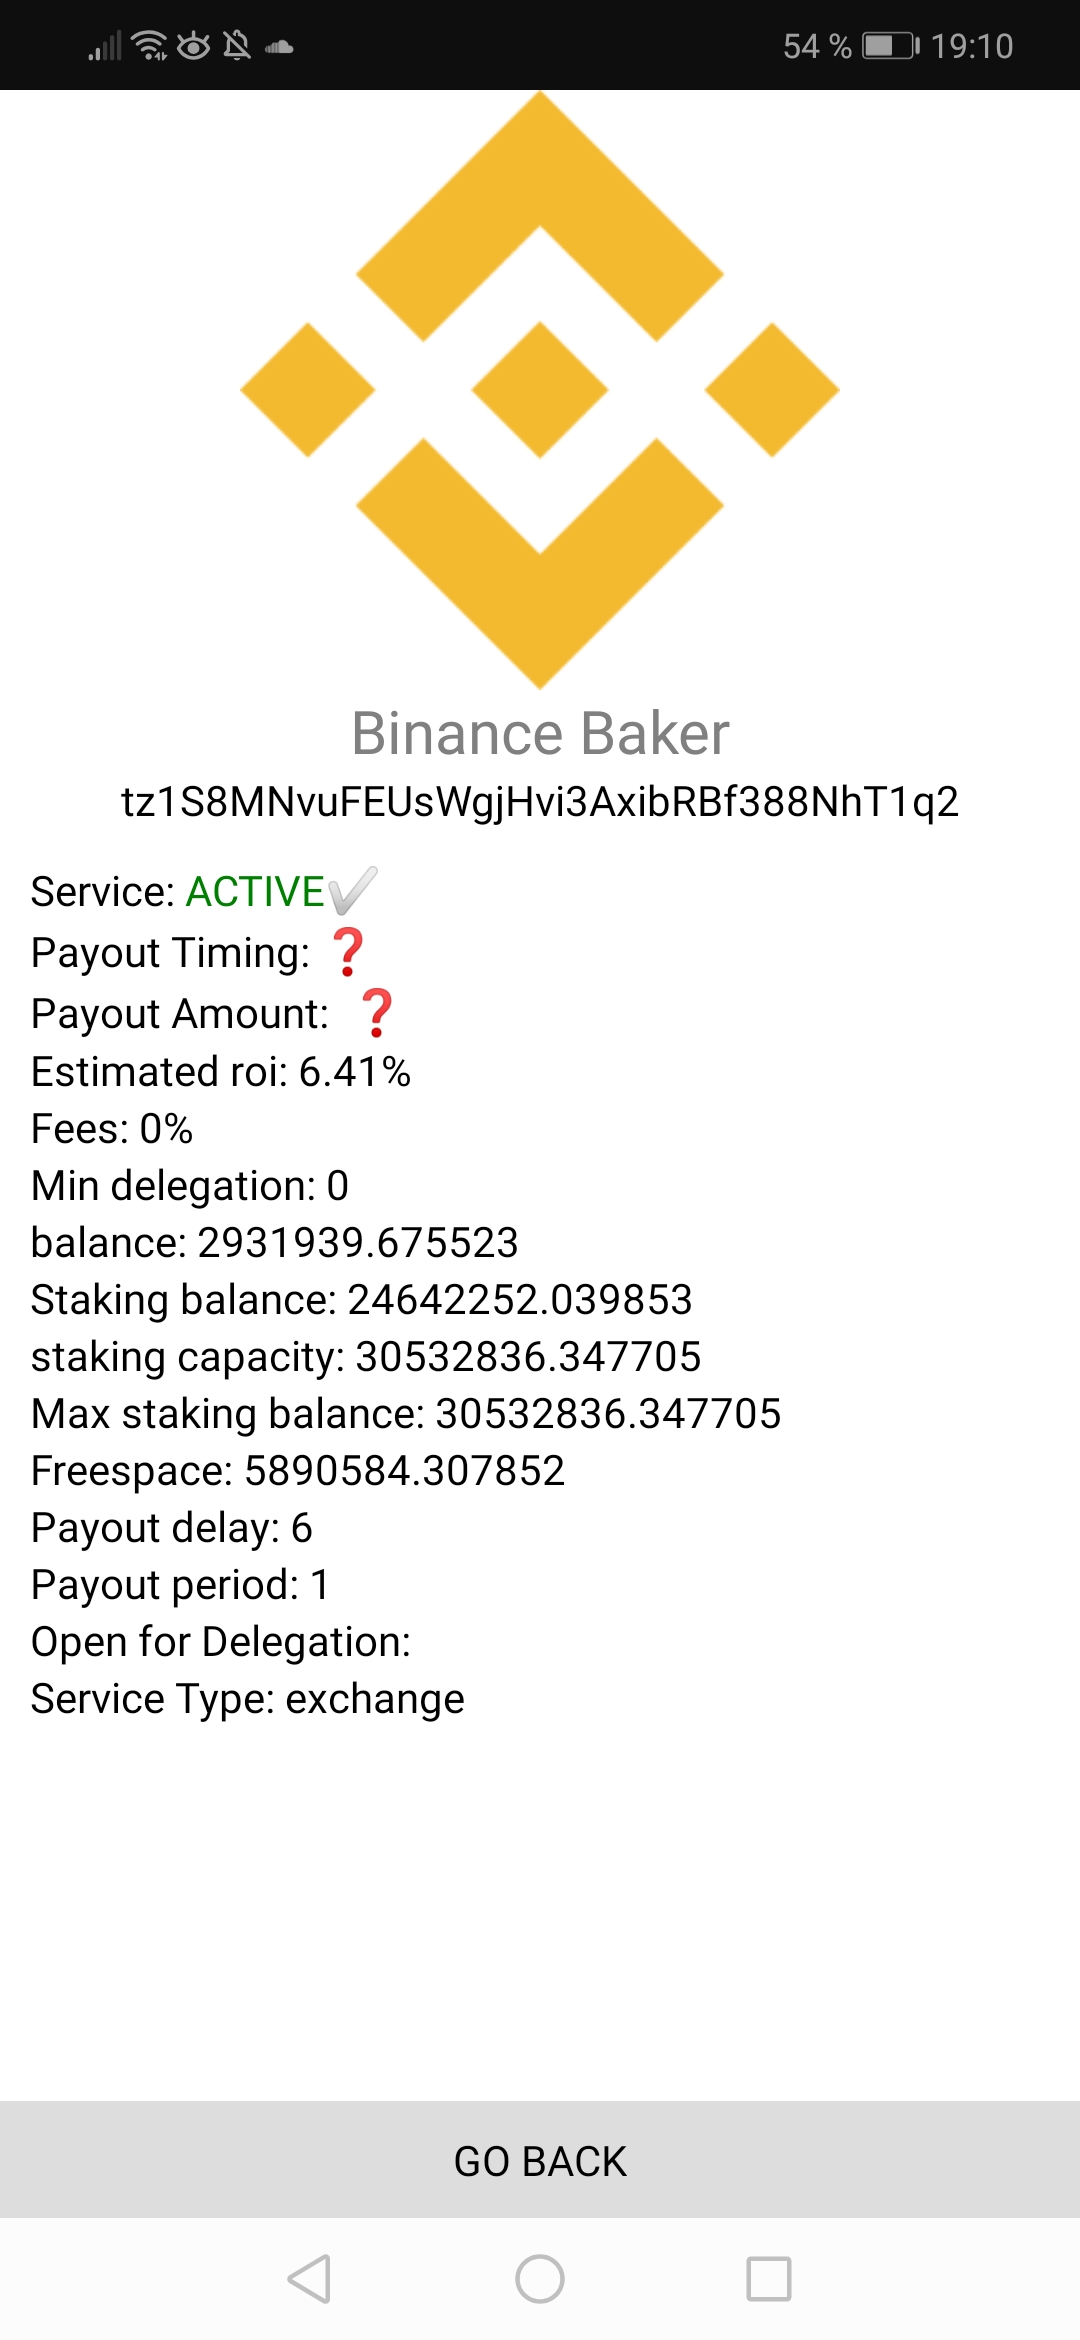 54 % 19:10
Binance Baker
tz1S8MNvuFEUsWgjHvi3AxibRBf388NhT1q2
Service: ACTIVE✔️
Payout Timing: ❓
Payout Amount: ❓
Estimated roi: 6.41%
Fees: 0%
Min delegation: 0
balance: 2931939.675523
Staking balance: 24642252.039853
staking capacity: 30532836.347705
Max staking balance: 30532836.347705
Freespace: 5890584.307852
Payout delay: 6
Payout period: 1
Open for Delegation:
Service Type: exchange
GO BACK